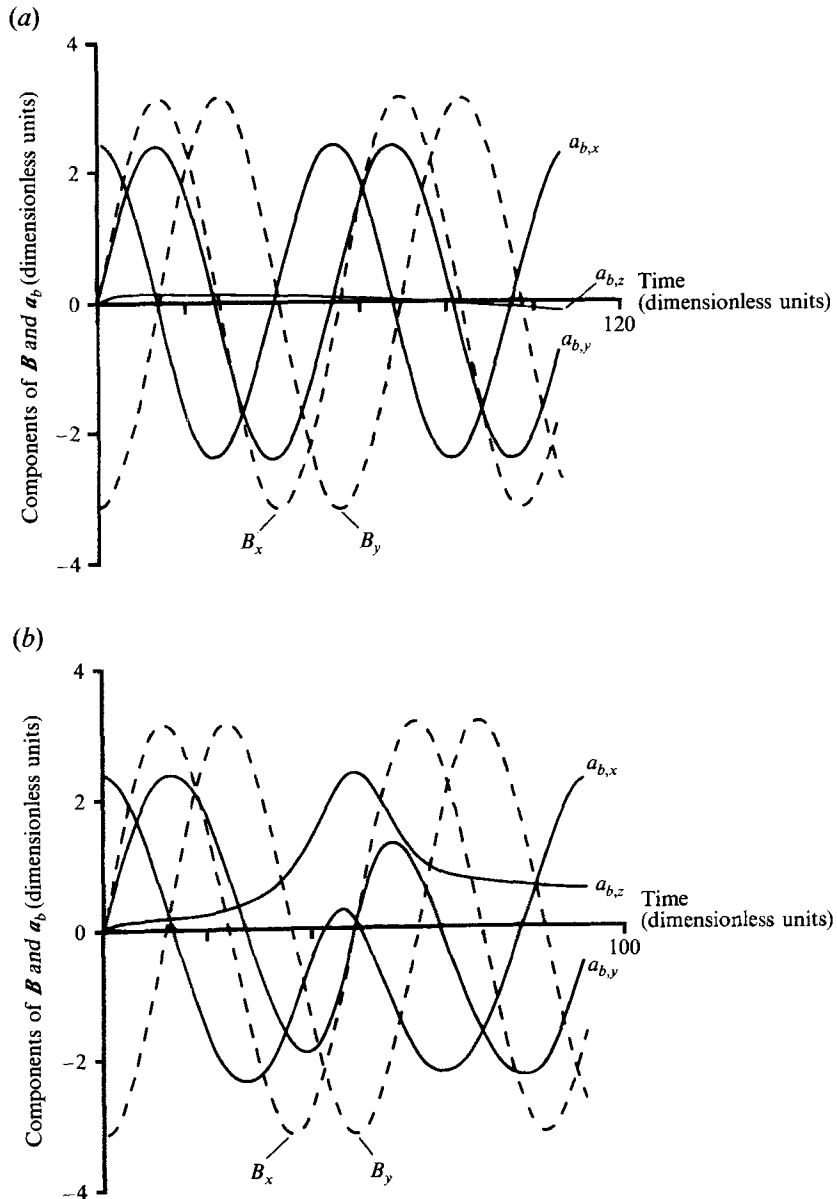 (a)
4
2
0
−2
−4
Components of B and a_b (dimensionless units)
a_{b,x}
a_{b,z}
Time
(dimensionless units)
120
a_{b,y}
B_x
B_y
(b)
4
2
0
−2
−4
Components of B and a_b (dimensionless units)
a_{b,x}
a_{b,z}
Time
(dimensionless units)
100
a_{b,y}
B_x
B_y